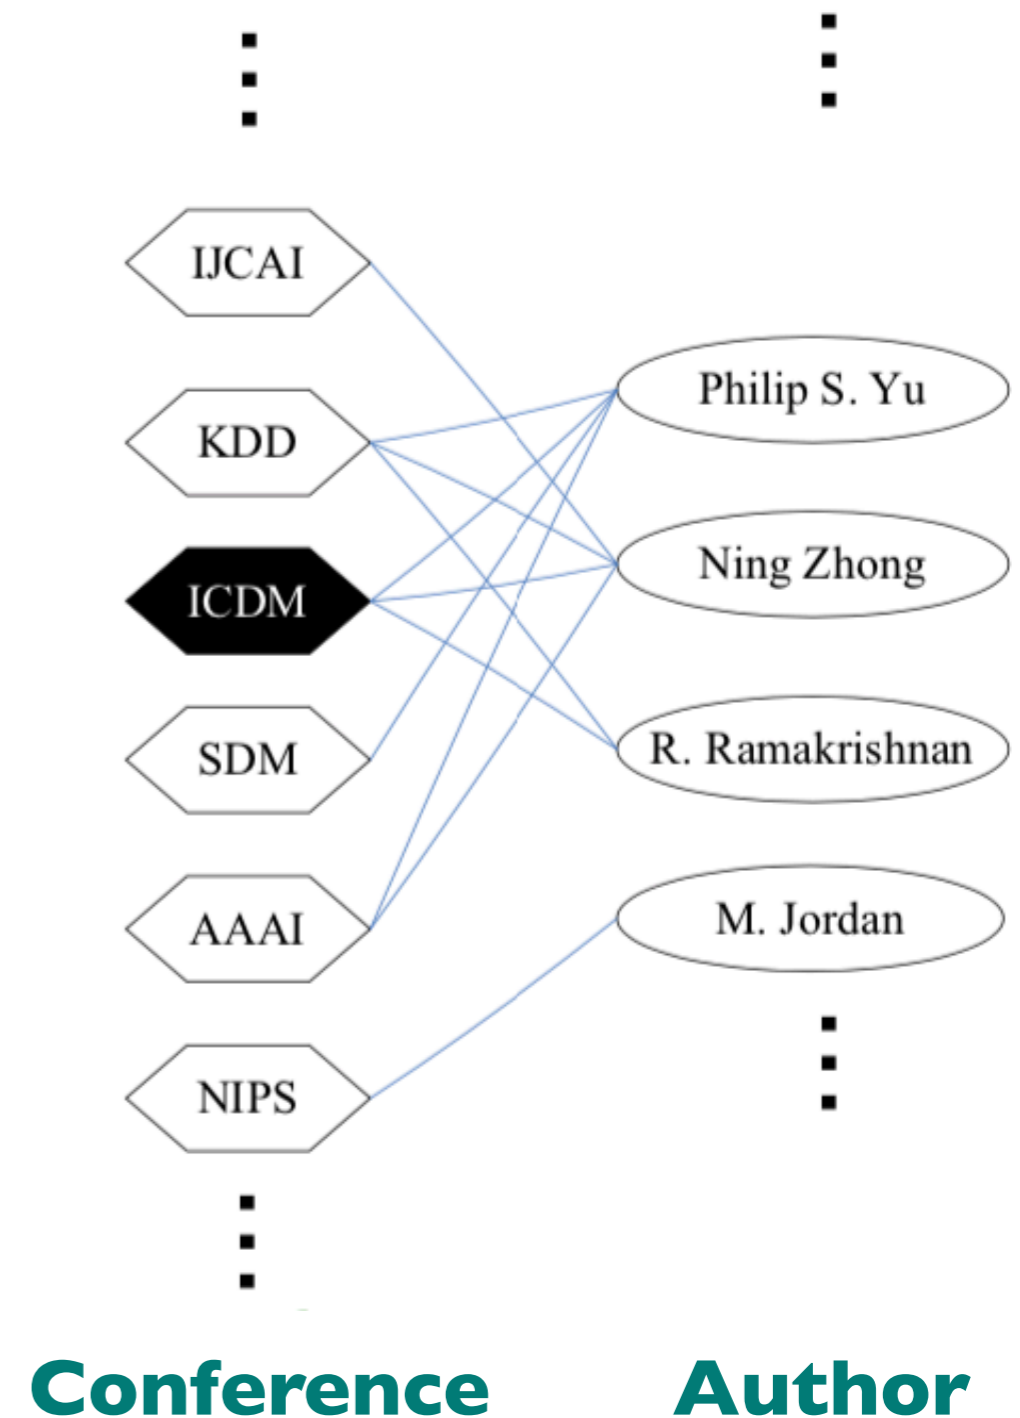 IJCAI
KDD
ICDM
SDM
AAAI
NIPS
Philip S. Yu
Ning Zhong
R. Ramakrishnan
M. Jordan
Conference
Author